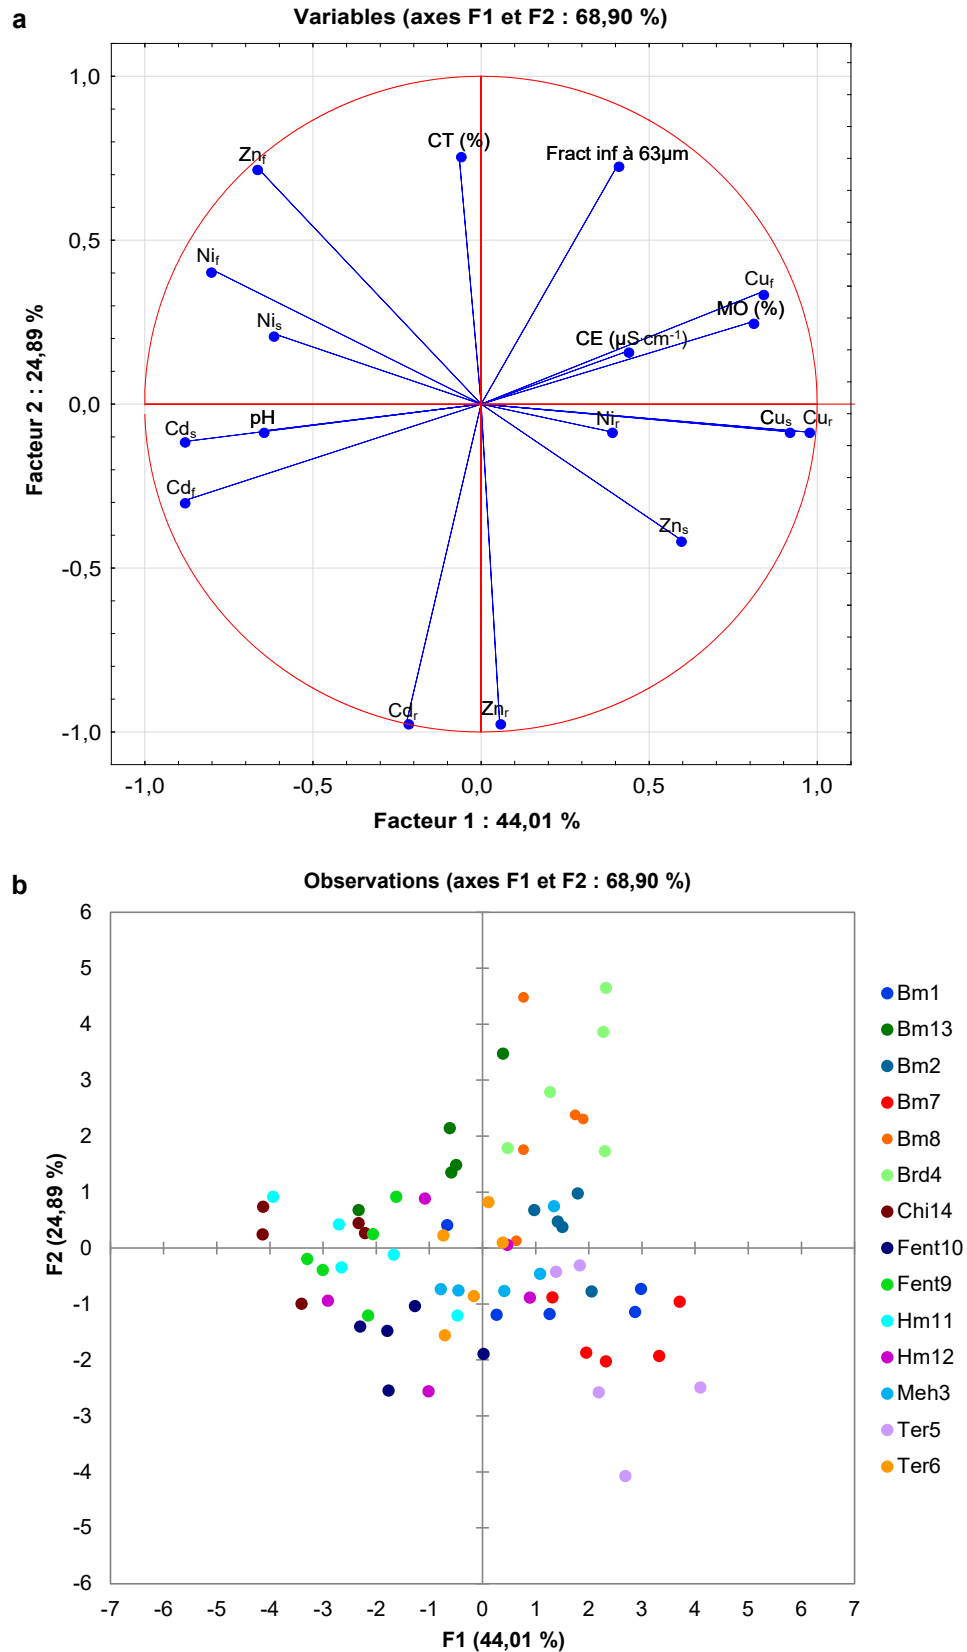 a
Variables (axes F1 et F2 : 68,90 %)
1,0
0,5
0,0
-0,5
-1,0
Facteur 2 : 24,89 %
CT (%)
Fract inf à 63µm
Znf
Nif
Nis
Cuf
MO (%)
CE (µS·cm-1)
Cds
pH
Nir
Cus
Cur
Cdf
Zns
Cdr
Znr
-1,0
-0,5
0,0
0,5
1,0
Facteur 1 : 44,01 %
b
Observations (axes F1 et F2 : 68,90 %)
6
5
4
3
2
1
0
-1
-2
-3
-4
-5
-6
F2 (24,89 %)
Bm1
Bm13
Bm2
Bm7
Bm8
Brd4
Chi14
Fent10
Fent9
Hm11
Hm12
Meh3
Ter5
Ter6
-7 -6 -5 -4 -3 -2 -1 0 1 2 3 4 5 6 7
F1 (44,01 %)